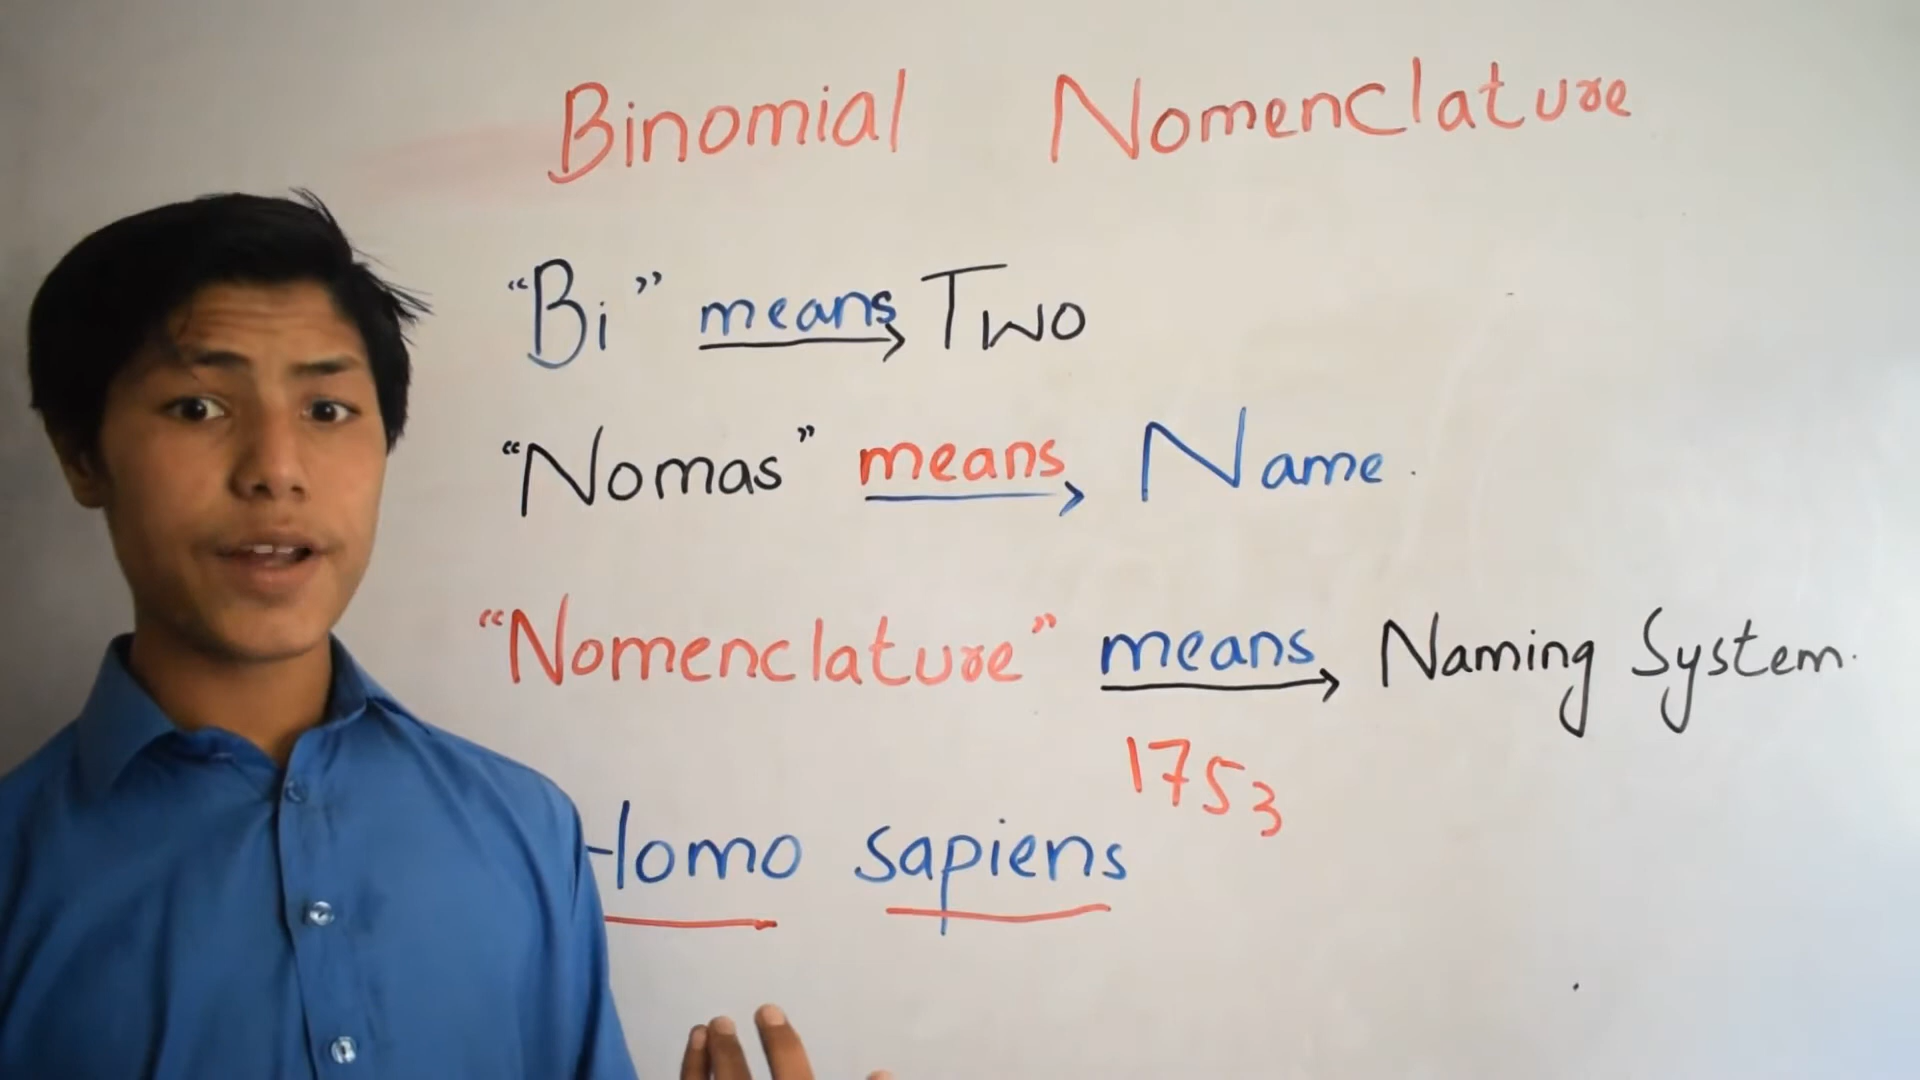 Binomial Nomenclature
“Bi” means Two
“Nomas” means Name.
“Nomenclature” means Naming System.
1753
Homo sapiens